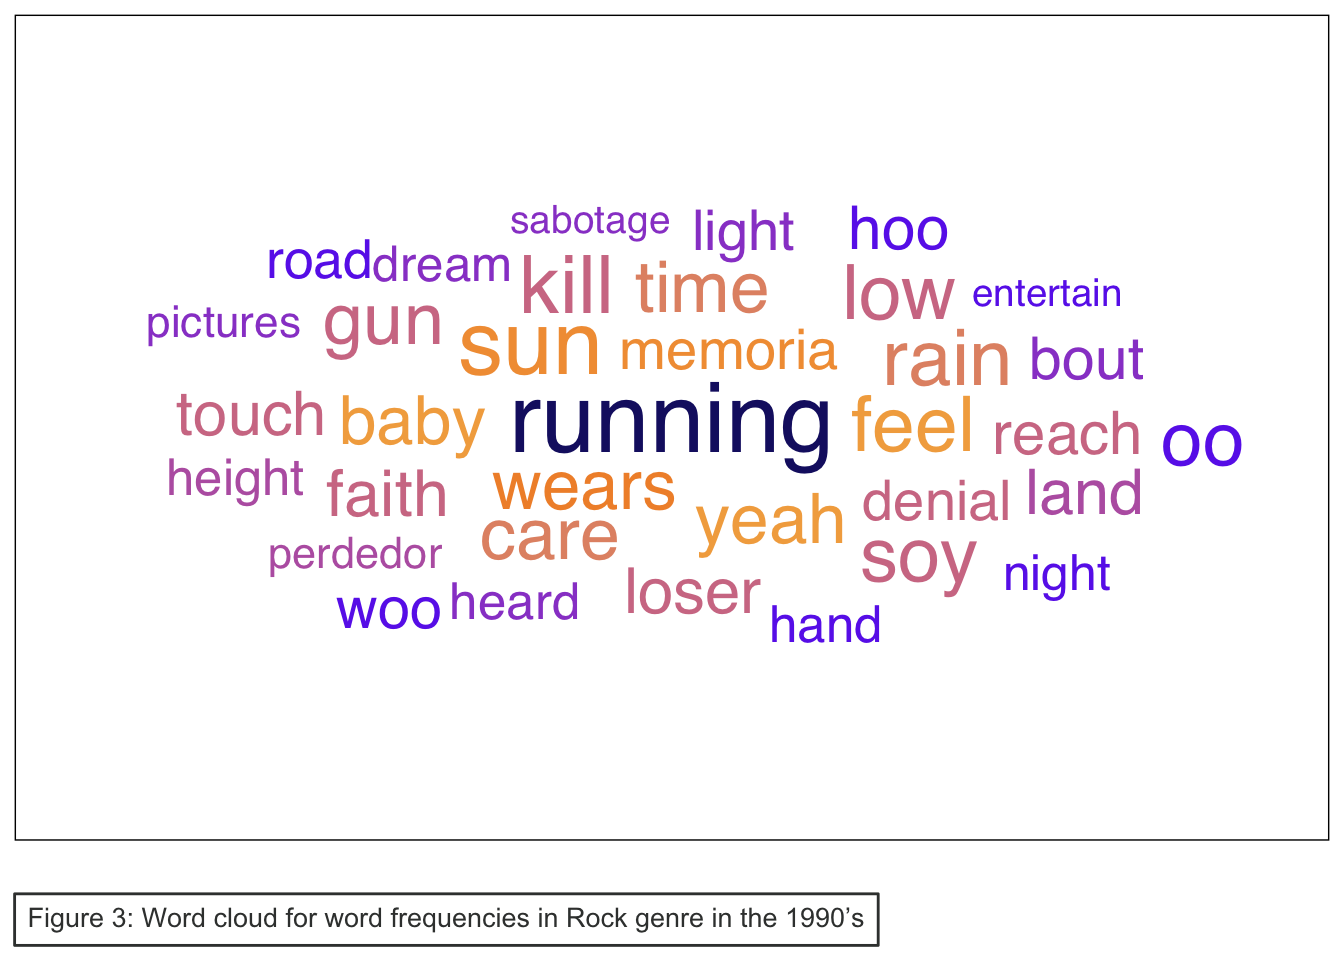 sabotage light hoo
road dream kill time low entertain
pictures gun sun memoria rain bout
touch baby running feel reach oo
height faith wears yeah denial land
perdedor care soy night
woo heard loser hand
Figure 3: Word cloud for word frequencies in Rock genre in the 1990’s